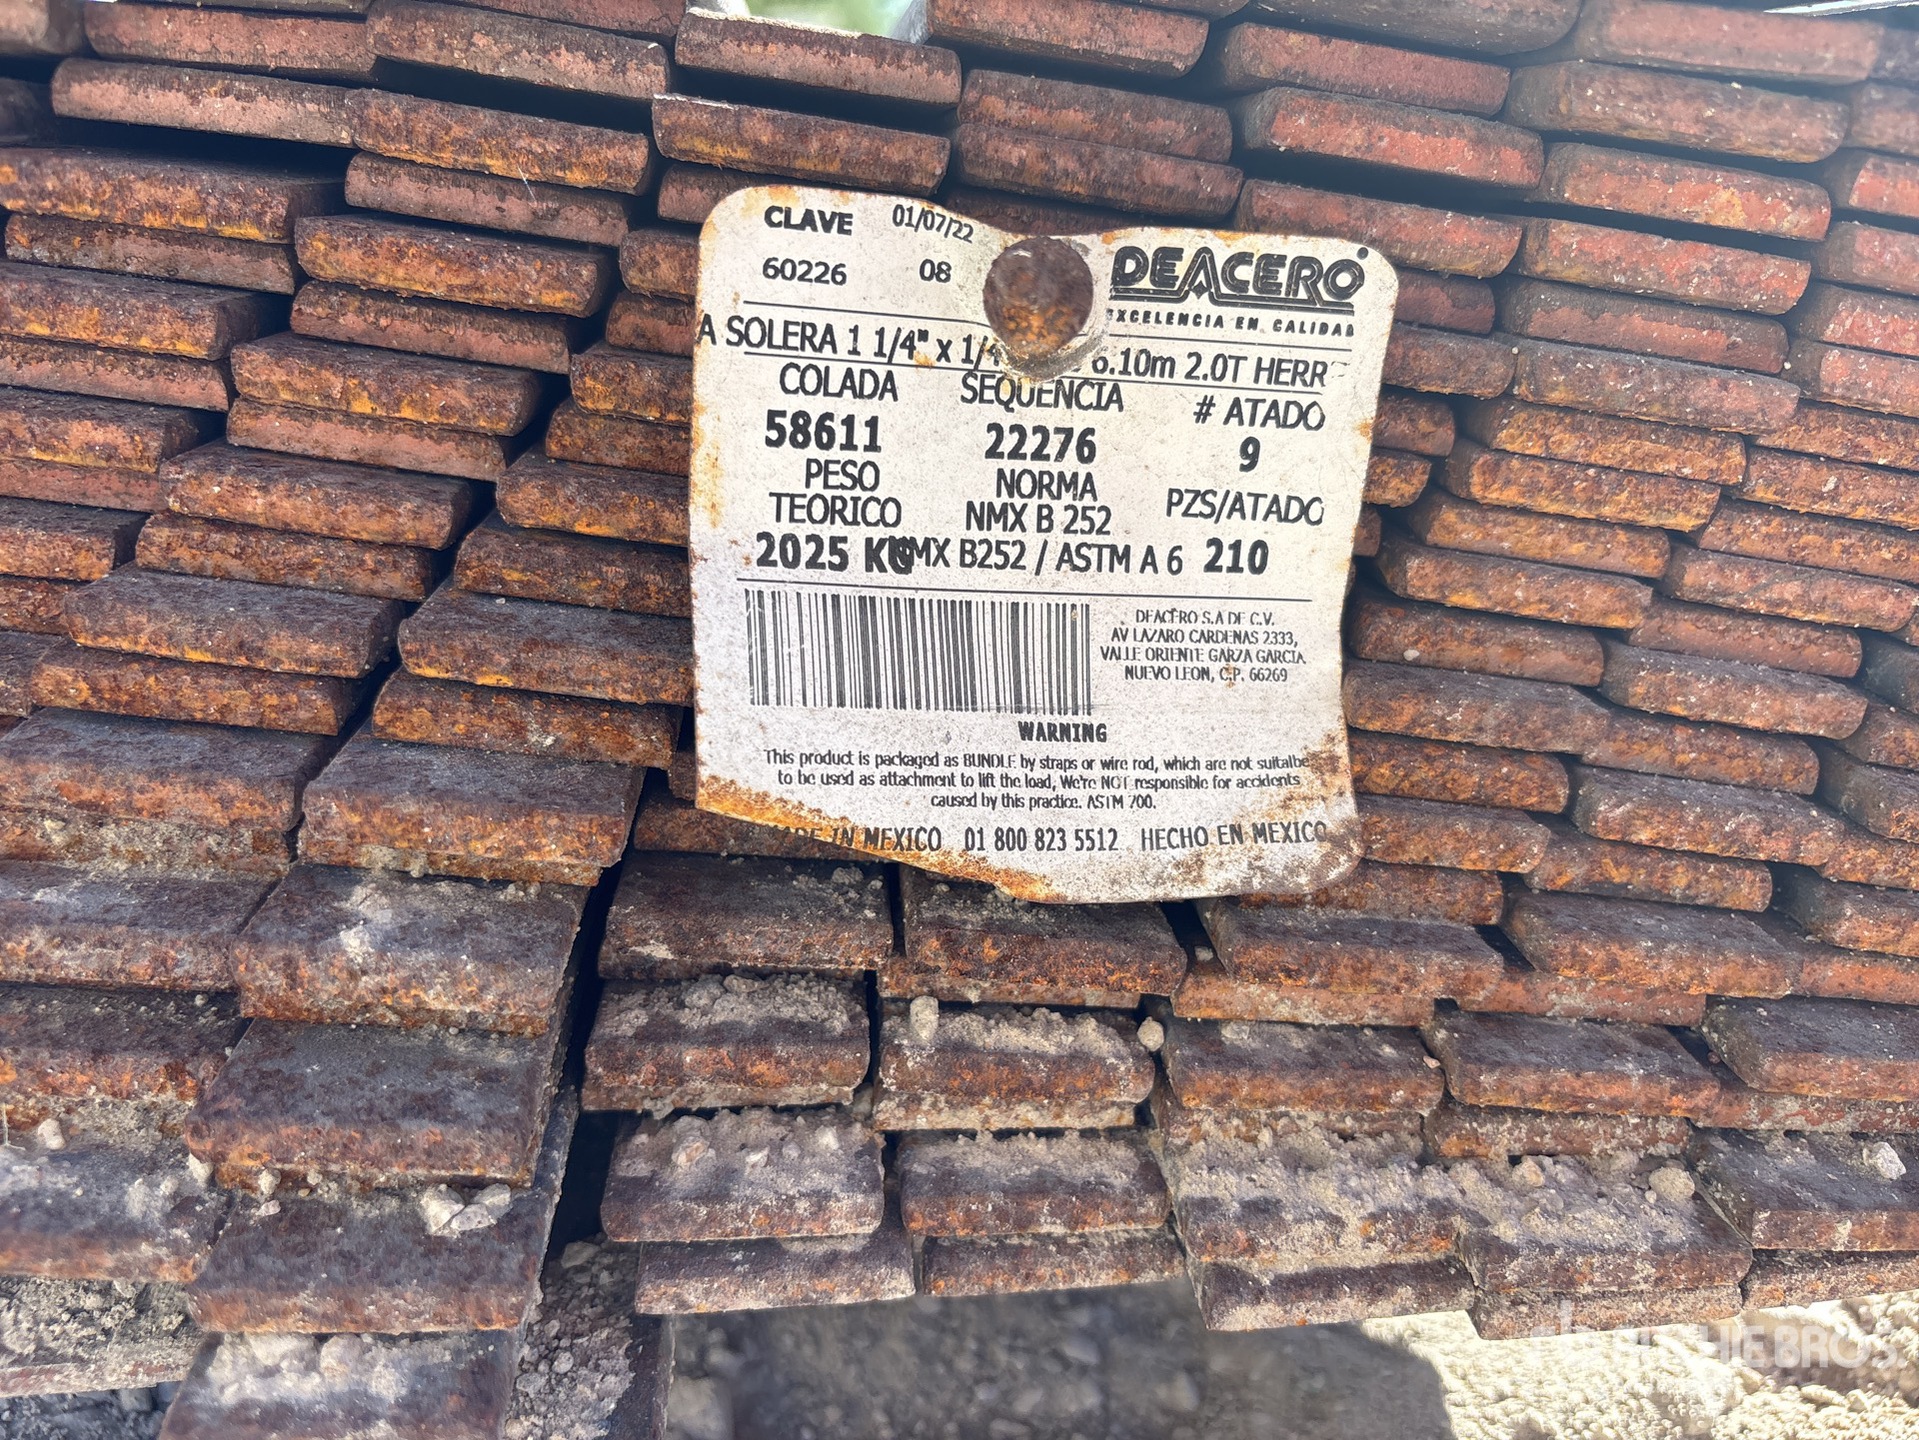 CLAVE 01/07/22
60226 08
DEACERO
EXCELENCIA EN CALIDAD
A SOLERA 1 1/4" x 1/4 6.10m 2.0T HERR
COLADA SEQUENCIA # ATADO
58611 22276 9
PESO TEORICO NORMA PZS/ATADO
NMX B 252
2025 KG NMX B252 / ASTM A 6 210
DEACERO S.A DE C.V.
AV LAZARO CARDENAS 2333,
VALLE ORIENTE GARZA GARCIA
NUEVO LEON, C.P. 66269
WARNING
This product is packaged as BUNDLE by straps or wire rod, which are not suitalbe
to be used as attachment to lift the load, We're NOT responsible for accidents
caused by this practice. ASTM 700.
MADE IN MEXICO 01 800 823 5512 HECHO EN MEXICO
RITCHIE BROS.